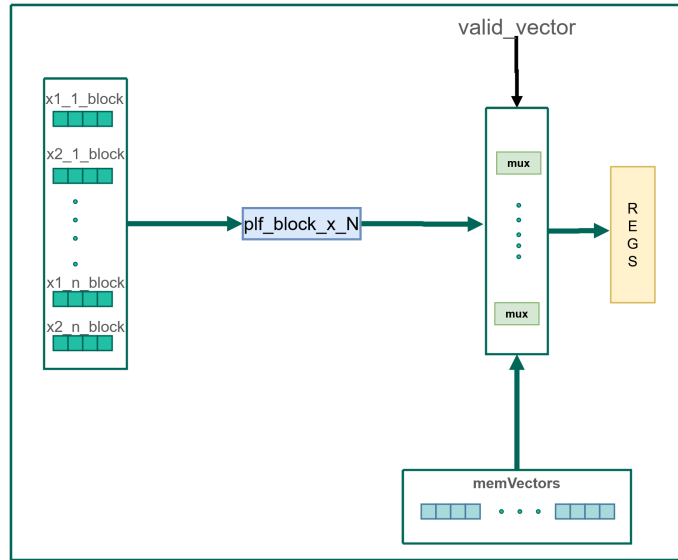 valid_vector
x1_1_block
x2_1_block
x1_n_block
x2_n_block
plf_block_x_N
mux
mux
R
E
G
S
memVectors